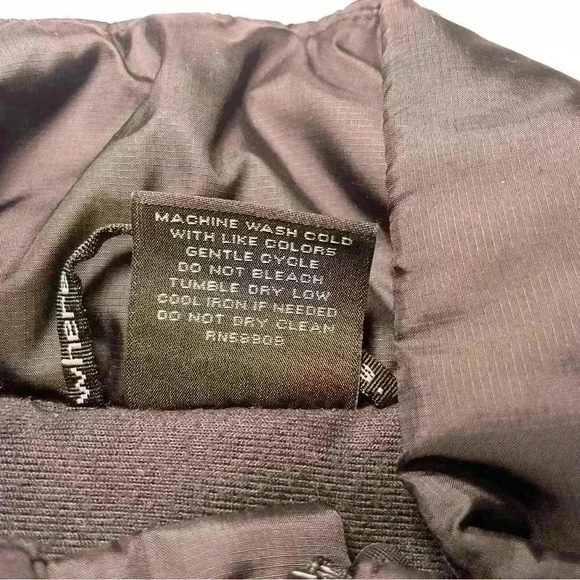 MACHINE WASH COLD
WITH LIKE COLORS
GENTLE CYCLE
DO NOT BLEACH
TUMBLE DRY, LOW
COOL IRON IF NEEDED
DO NOT DRY CLEAN
RN58909